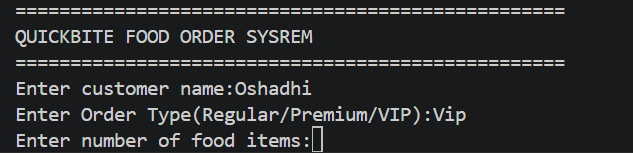 ==================================================
QUICKBITE FOOD ORDER SYSREM
==================================================
Enter customer name:Oshadhi
Enter Order Type(Regular/Premium/VIP):Vip
Enter number of food items: